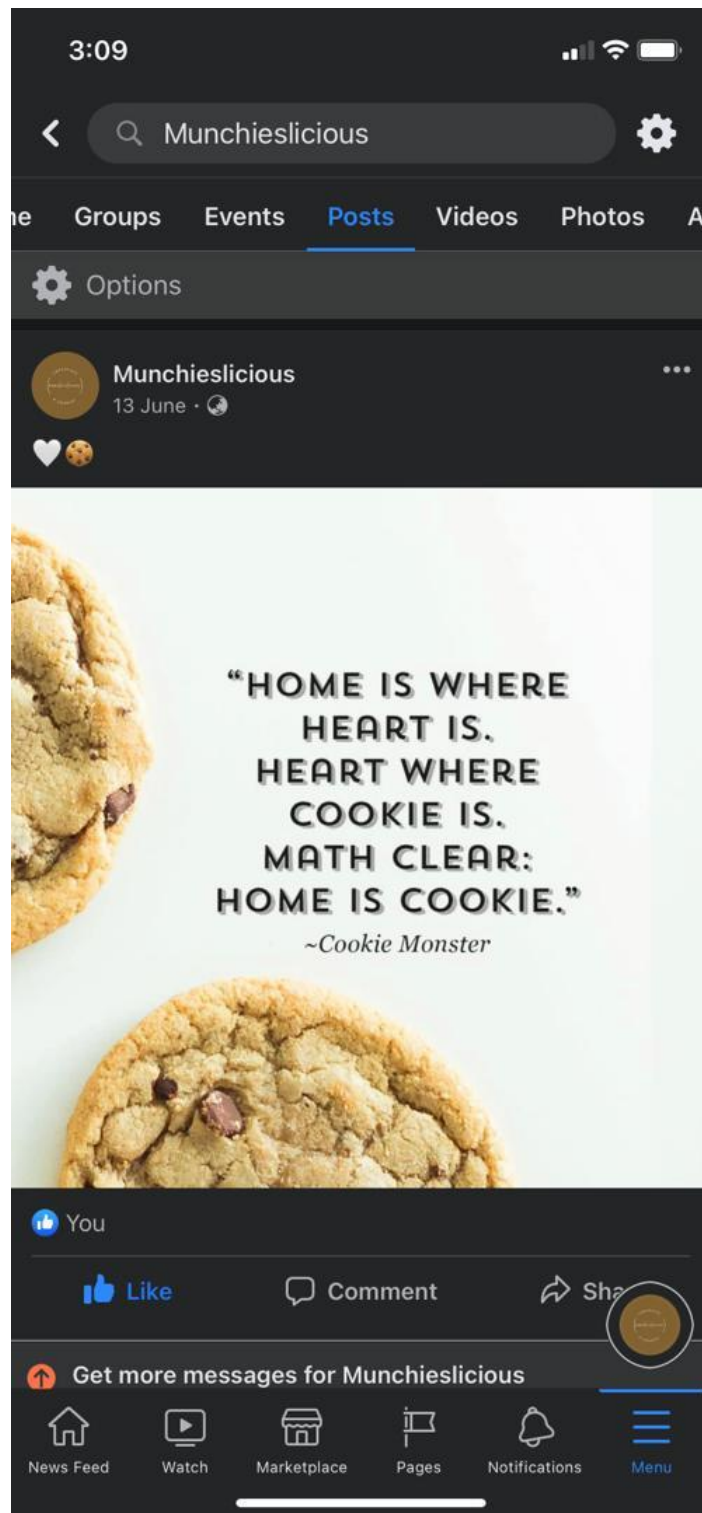 3:09
Munchieslicious
Groups Events Posts Videos Photos
Options
Munchieslicious
13 June ·
“HOME IS WHERE
HEART IS.
HEART WHERE
COOKIE IS.
MATH CLEAR:
HOME IS COOKIE.”
~Cookie Monster
You
Like Comment
Get more messages for Munchieslicious
News Feed Watch Marketplace Pages Notifications Menu